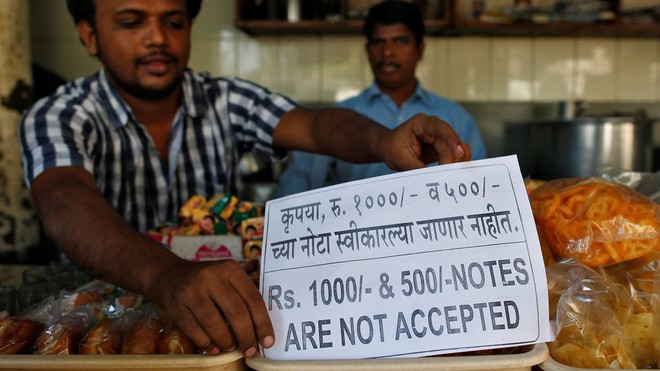 कृपया, रु. १०००/- व ५००/-
च्या नोटा स्वीकारल्या जाणार नाहीत.
Rs. 1000/- & 500/-NOTES
ARE NOT ACCEPTED